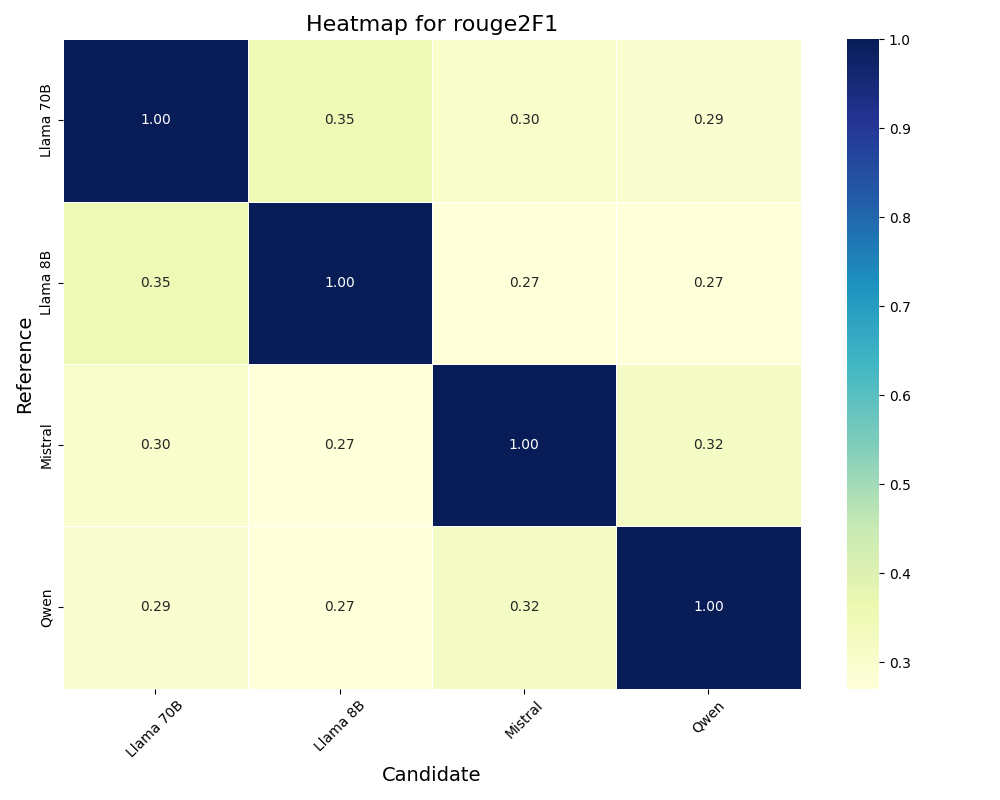 Heatmap for rouge2F1
Reference
Llama 70B
1.00
0.35
0.30
0.29
Llama 8B
0.35
1.00
0.27
0.27
Mistral
0.30
0.27
1.00
0.32
Qwen
0.29
0.27
0.32
1.00
Llama 70B
Llama 8B
Mistral
Qwen
Candidate
1.0
0.9
0.8
0.7
0.6
0.5
0.4
0.3